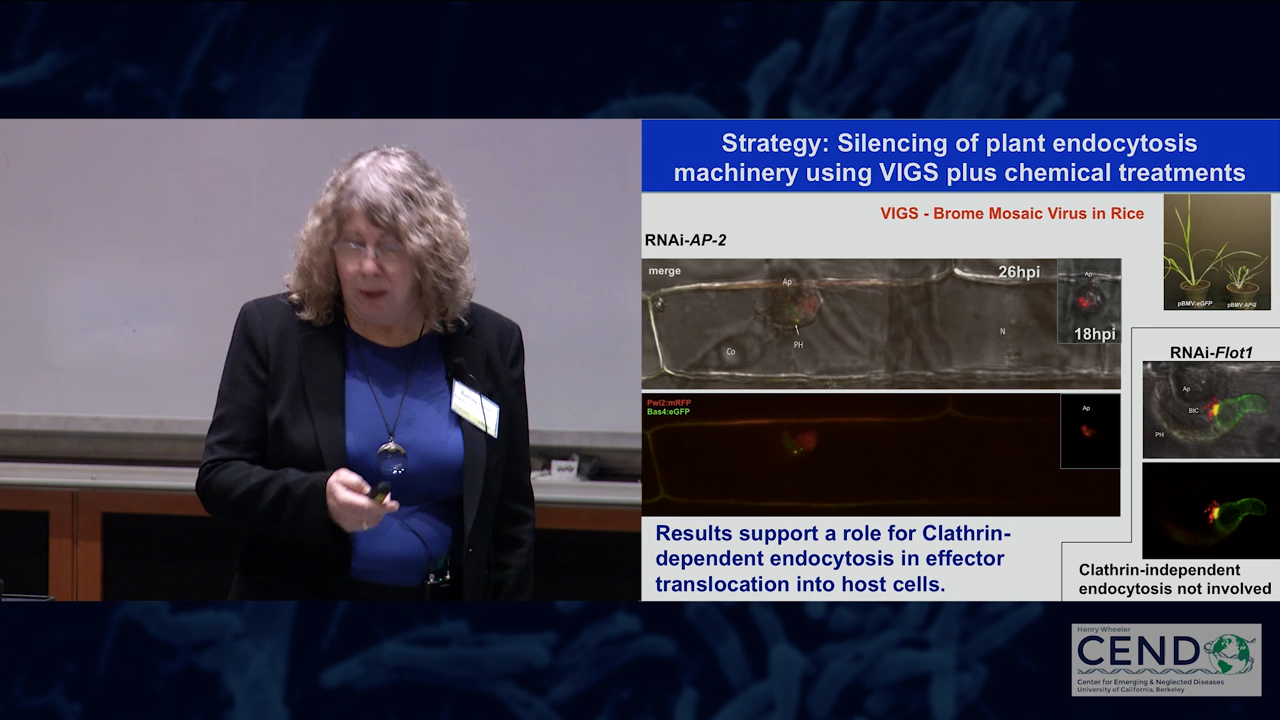 Strategy: Silencing of plant endocytosis
machinery using VIGS plus chemical treatments
VIGS - Brome Mosaic Virus in Rice
pBMV:eGFP
RNAi-AP-2
merge
26hpi
Ap
PH
Co
N
Ap
18hpi
Pwl2:mRFP
Bas4:eGFP
Ap
Results support a role for Clathrin-
dependent endocytosis in effector
translocation into host cells.
RNAi-Flot1
Ap
BIC
PH
Clathrin-independent
endocytosis not involved
Henry Wheeler
CEND
Center for Emerging & Neglected Diseases
University of California, Berkeley